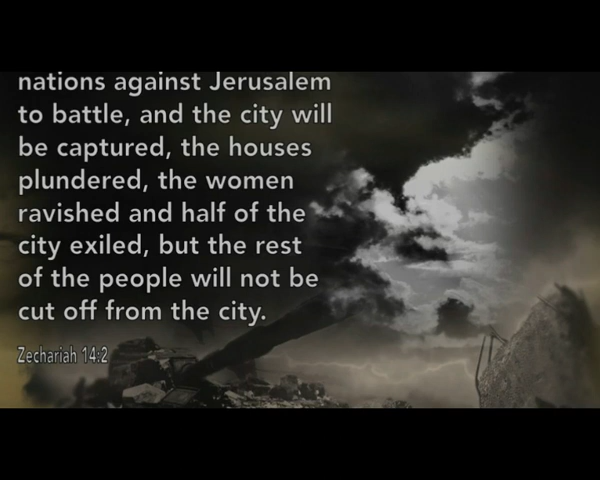 nations against Jerusalem
to battle, and the city will
be captured, the houses
plundered, the women
ravished and half of the
city exiled, but the rest
of the people will not be
cut off from the city.
Zechariah 14:2